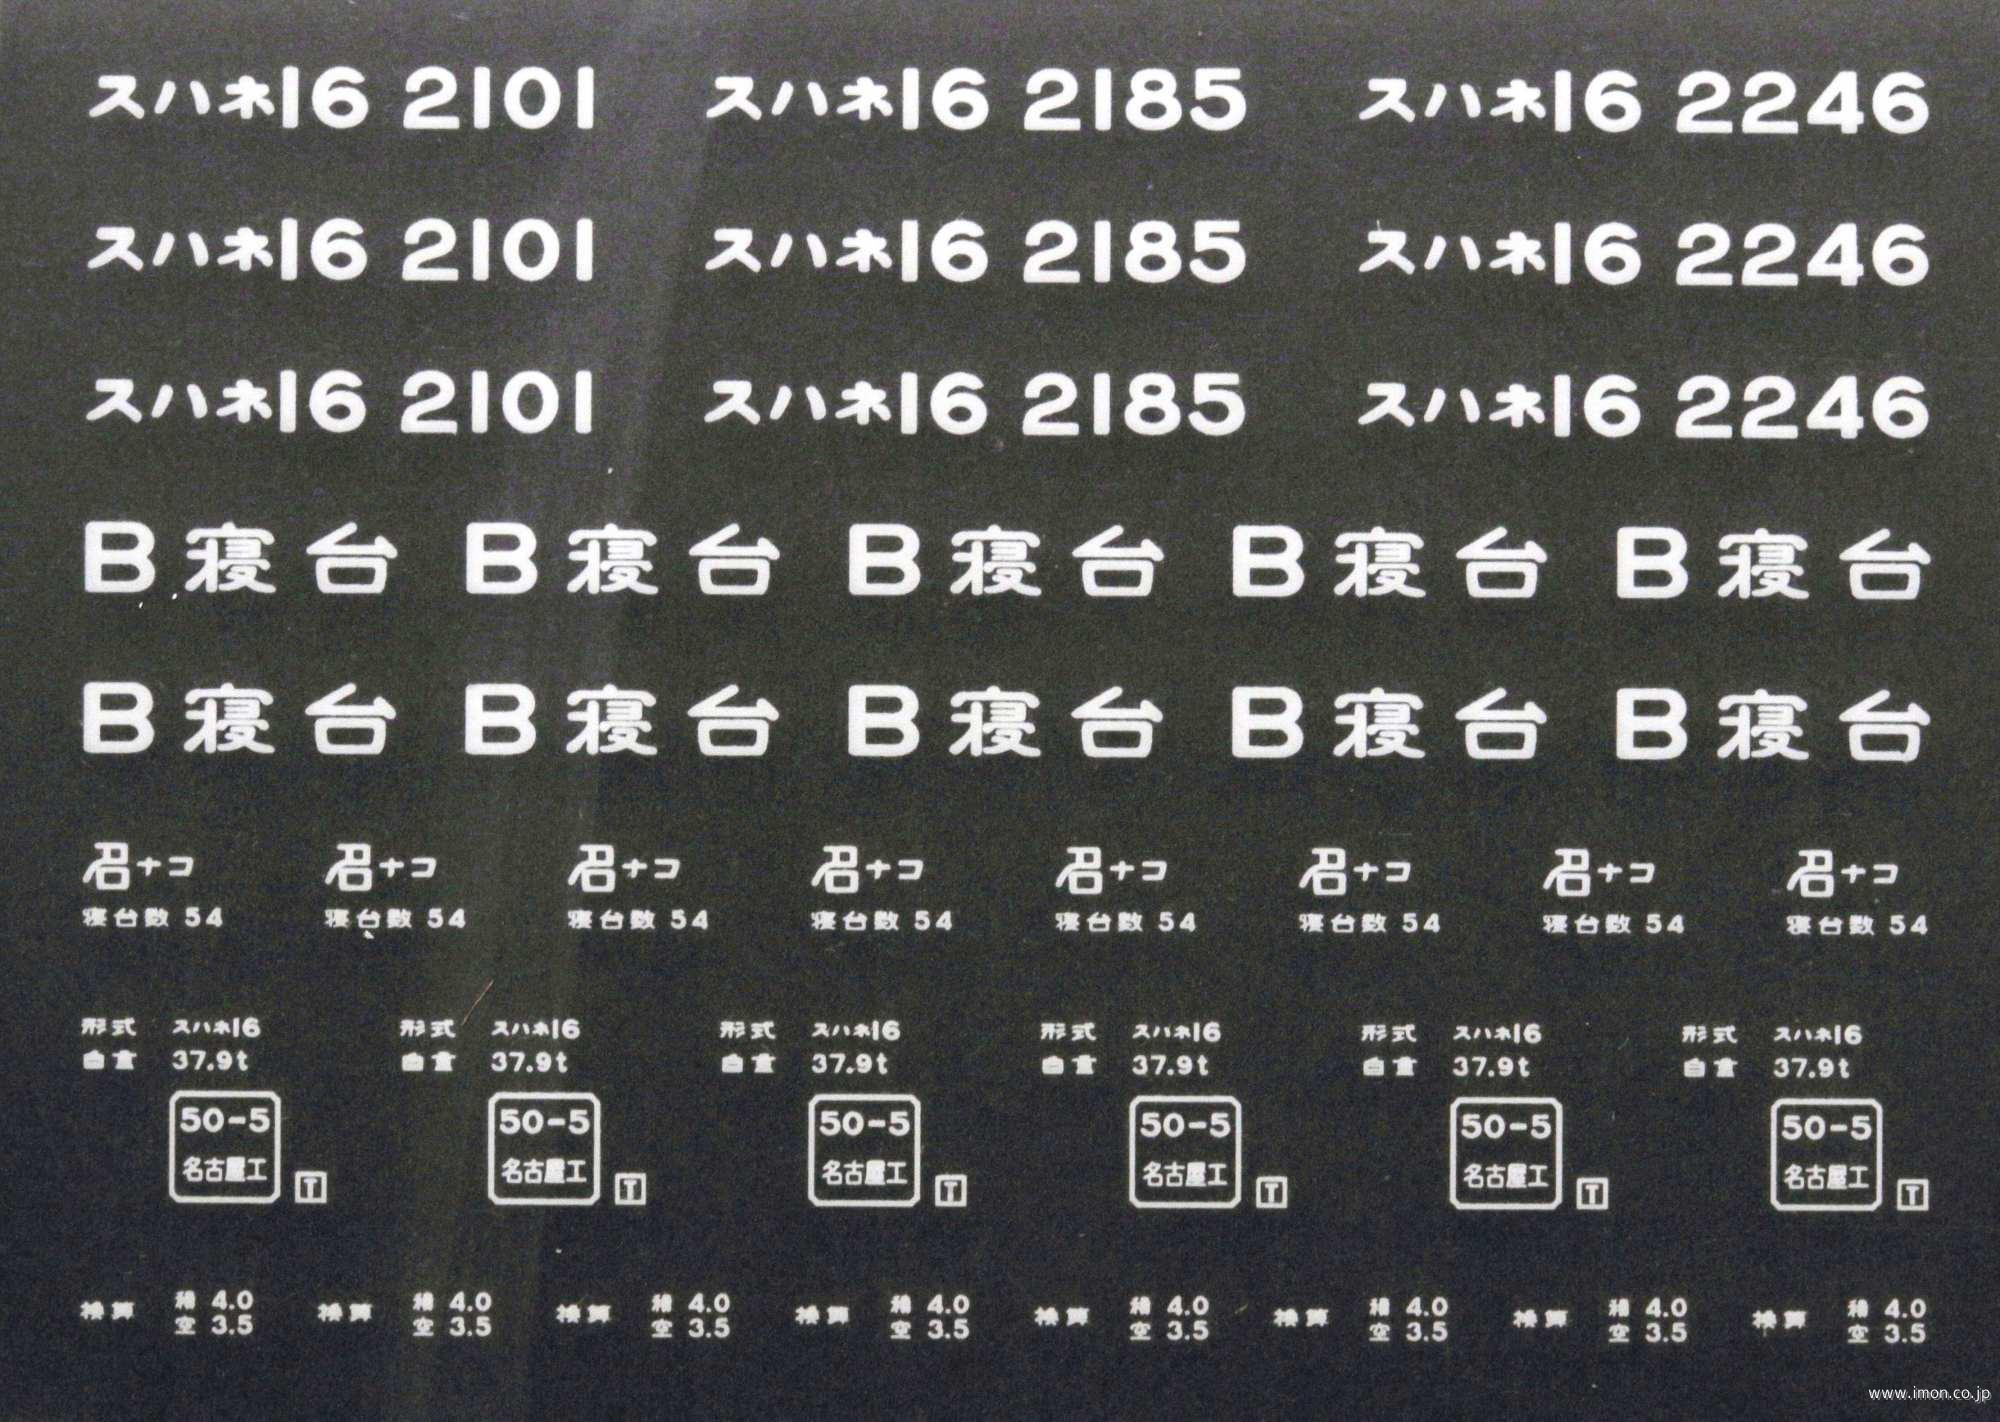 スハネ16 2101 スハネ16 2185 スハネ16 2246
スハネ16 2101 スハネ16 2185 スハネ16 2246
スハネ16 2101 スハネ16 2185 スハネ16 2246
B寝台 B寝台 B寝台 B寝台 B寝台
B寝台 B寝台 B寝台 B寝台 B寝台
名ナコ 名ナコ 名ナコ 名ナコ 名ナコ 名ナコ 名ナコ 名ナコ
寝台数 54 寝台数 54 寝台数 54 寝台数 54 寝台数 54 寝台数 54 寝台数 54 寝台数 54
形式 スハネ16 形式 スハネ16 形式 スハネ16 形式 スハネ16 形式 スハネ16 形式 スハネ16
自重 37.9t 自重 37.9t 自重 37.9t 自重 37.9t 自重 37.9t 自重 37.9t
50-5 50-5 50-5 50-5 50-5 50-5
名古屋工 T 名古屋工 T 名古屋工 T 名古屋工 T 名古屋工 T 名古屋工 T
換算 積 4.0 換算 積 4.0 換算 積 4.0 換算 積 4.0 換算 積 4.0 換算 積 4.0 換算 積 4.0 換算 積 4.0
空 3.5 空 3.5 空 3.5 空 3.5 空 3.5 空 3.5 空 3.5 空 3.5
www.imon.co.jp